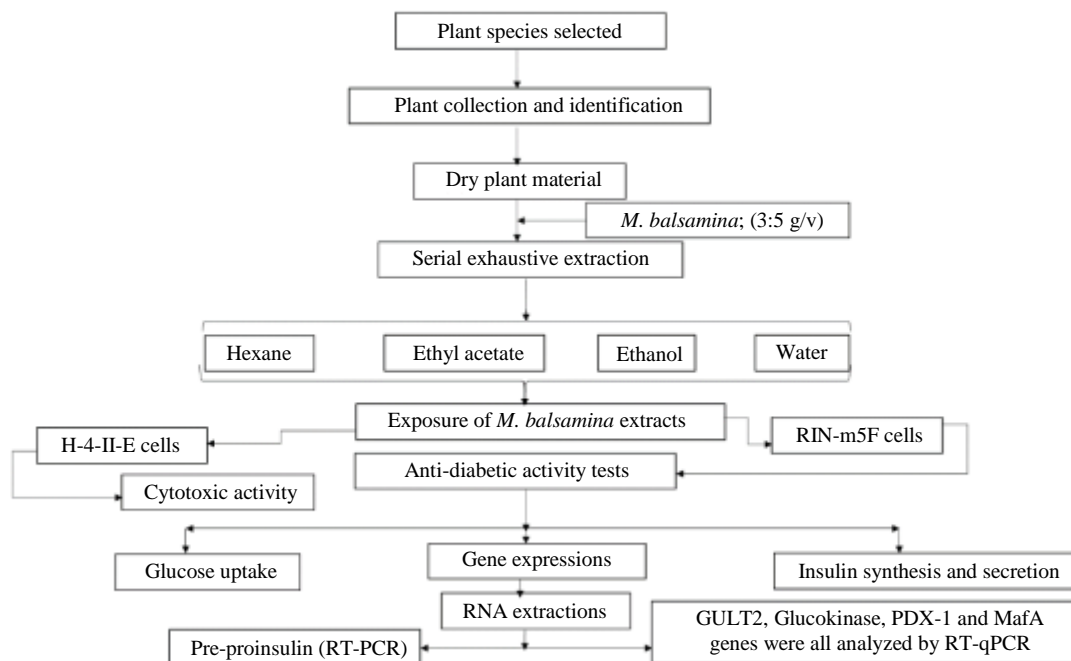 Plant species selected
Plant collection and identification
Dry plant material
M. balsamina; (3:5 g/v)
Serial exhaustive extraction
Hexane
Ethyl acetate
Ethanol
Water
Exposure of M. balsamina extracts
H-4-II-E cells
RIN-m5F cells
Anti-diabetic activity tests
Cytotoxic activity
Glucose uptake
Gene expressions
Insulin synthesis and secretion
RNA extractions
Pre-proinsulin (RT-PCR)
GULT2, Glucokinase, PDX-1 and MafA
genes were all analyzed by RT-qPCR